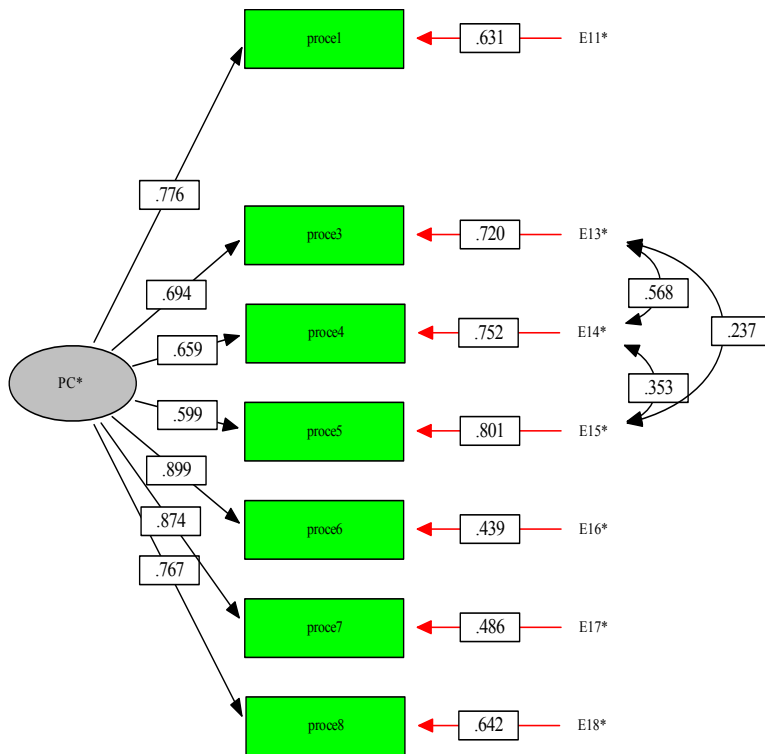 proce1
.631
E11*
.776
proce3
.720
E13*
.694
.568
.659
proce4
.752
E14*
.237
PC*
.353
.599
proce5
.801
E15*
.899
.874
proce6
.439
E16*
.767
proce7
.486
E17*
proce8
.642
E18*